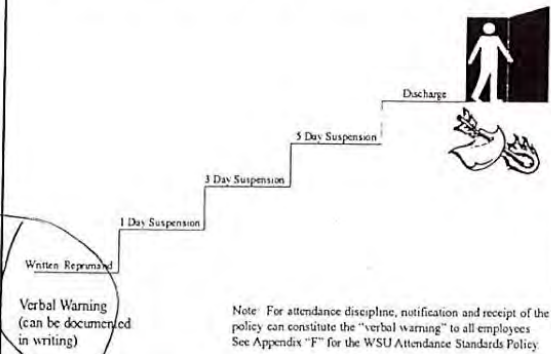 Discharge
5 Day Suspension
3 Day Suspension
1 Day Suspension
Written Reprimand
Verbal Warning
(can be documented
in writing)
Note: For attendance discipline, notification and receipt of the
policy can constitute the "verbal warning" to all employees
See Appendix "F" for the WSU Attendance Standards Policy